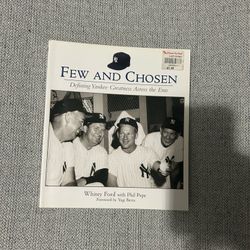 FEW AND CHOSEN
Defining Yankee Greatness Across the Eras
Whitey Ford with Phil Pepe
Foreword by Yogi Berra